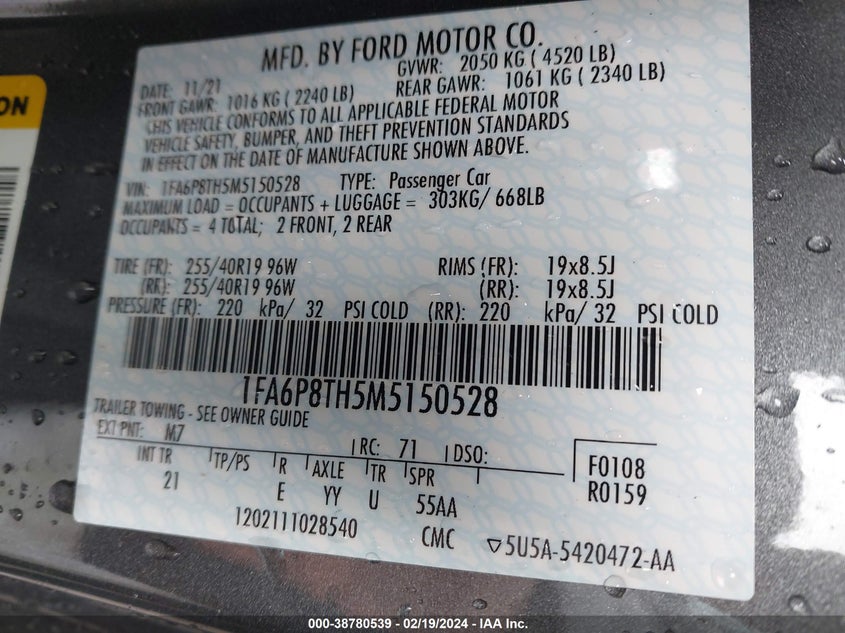 ON
MFD. BY FORD MOTOR CO.
DATE: 11/21 GVWR: 2050 KG ( 4520 LB)
FRONT GAWR: 1016 KG ( 2240 LB) REAR GAWR: 1061 KG ( 2340 LB)
THIS VEHICLE CONFORMS TO ALL APPLICABLE FEDERAL MOTOR
VEHICLE SAFETY, BUMPER, AND THEFT PREVENTION STANDARDS
IN EFFECT ON THE DATE OF MANUFACTURE SHOWN ABOVE.
VIN: 1FA6P8TH5M5150528 TYPE: Passenger Car
MAXIMUM LOAD = OCCUPANTS + LUGGAGE = 303KG/ 668LB
OCCUPANTS = 4 TOTAL; 2 FRONT, 2 REAR
TIRE (FR): 255/40R19 96W RIMS (FR): 19x8.5J
(RR): 255/40R19 96W (RR): 19x8.5J
PRESSURE (FR): 220 kPa/ 32 PSI COLD (RR): 220 kPa/ 32 PSI COLD
1FA6P8TH5M5150528
TRAILER TOWING - SEE OWNER GUIDE
EXT PNT: M7 RC: 71 DSO:
INT TR TP/PS R AXLE TR SPR F0108
21 E YY U 55AA R0159
1202111028540 CMC ▽5U5A-5420472-AA
000-38780539 - 02/19/2024 - IAA Inc.